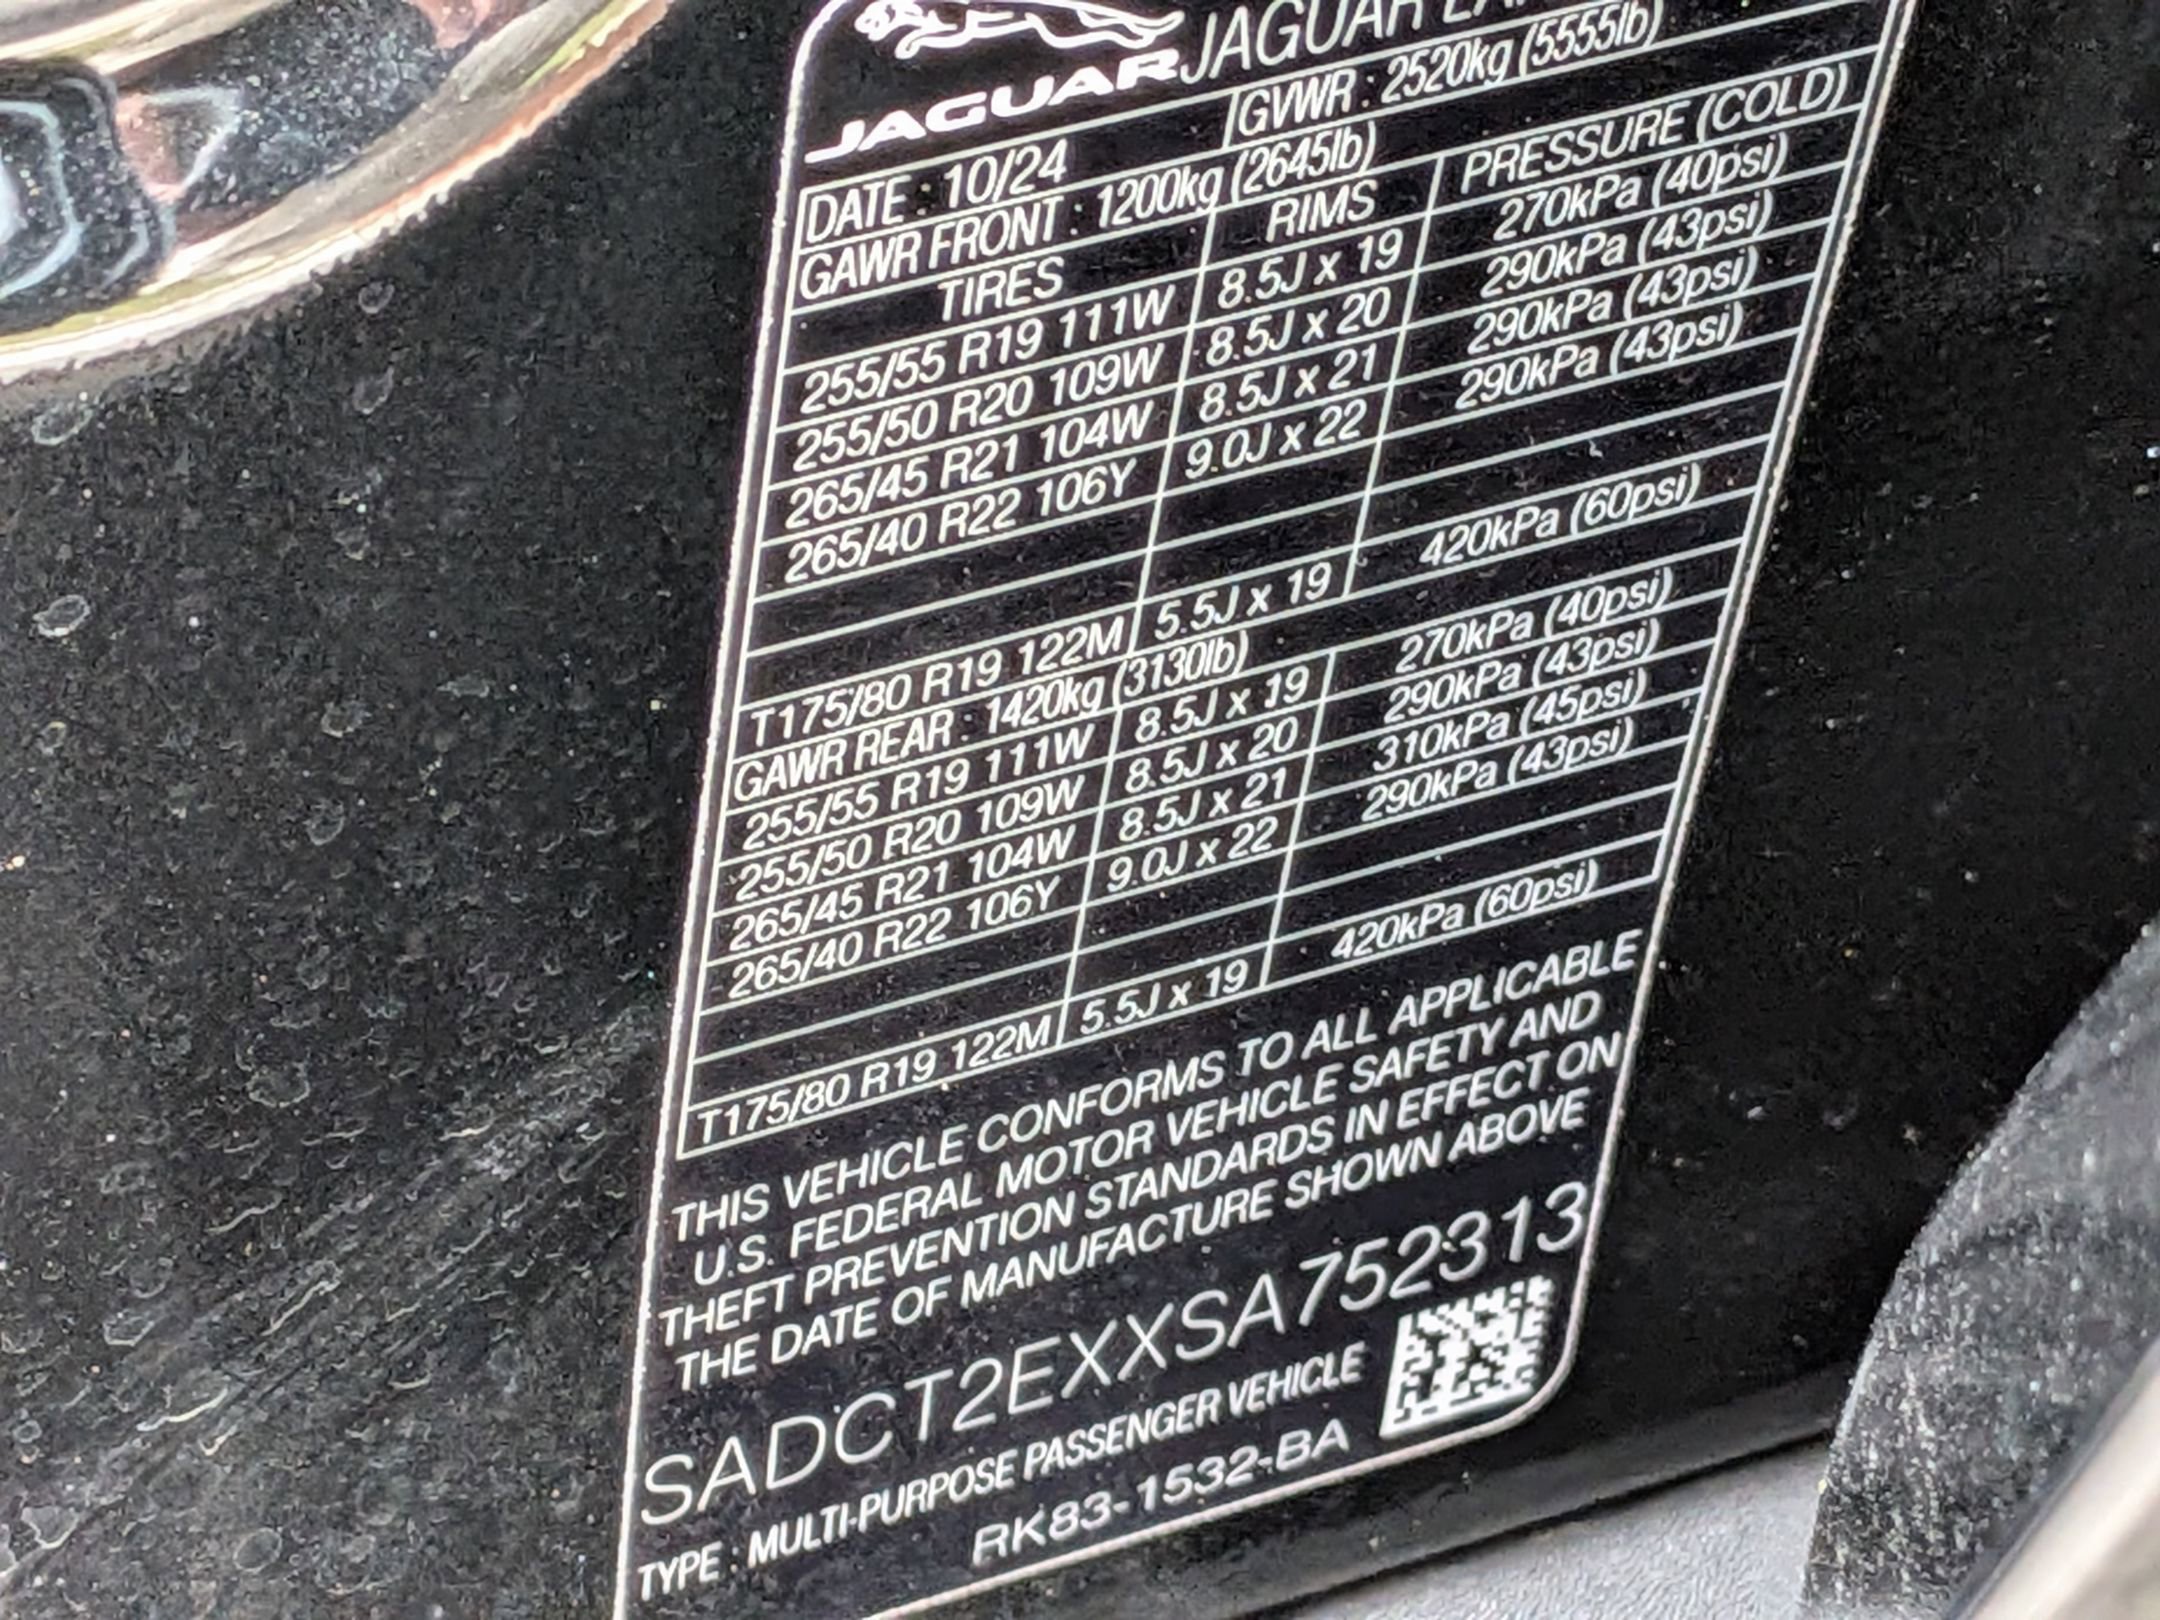 JAGUAR JAGUAR
DATE : 10/24 GVWR : 2520kg (5555lb)
GAWR FRONT : 1200kg (2645lb)
TIRES RIMS PRESSURE (COLD)
255/55 R19 111W 8.5J x 19 270kPa (40psi)
255/50 R20 109W 8.5J x 20 290kPa (43psi)
265/45 R21 104W 8.5J x 21 290kPa (43psi)
265/40 R22 106Y 9.0J x 22 290kPa (43psi)
T175/80 R19 122M 5.5J x 19 420kPa (60psi)
GAWR REAR : 1420kg (3130lb)
255/55 R19 111W 8.5J x 19 270kPa (40psi)
255/50 R20 109W 8.5J x 20 290kPa (43psi)
265/45 R21 104W 8.5J x 21 310kPa (45psi)
265/40 R22 106Y 9.0J x 22 290kPa (43psi)
T175/80 R19 122M 5.5J x 19 420kPa (60psi)
THIS VEHICLE CONFORMS TO ALL APPLICABLE
U.S. FEDERAL MOTOR VEHICLE SAFETY AND
THEFT PREVENTION STANDARDS IN EFFECT ON
THE DATE OF MANUFACTURE SHOWN ABOVE
SADCT2EXXSA752313
TYPE : MULTI-PURPOSE PASSENGER VEHICLE
RK83-1532-BA